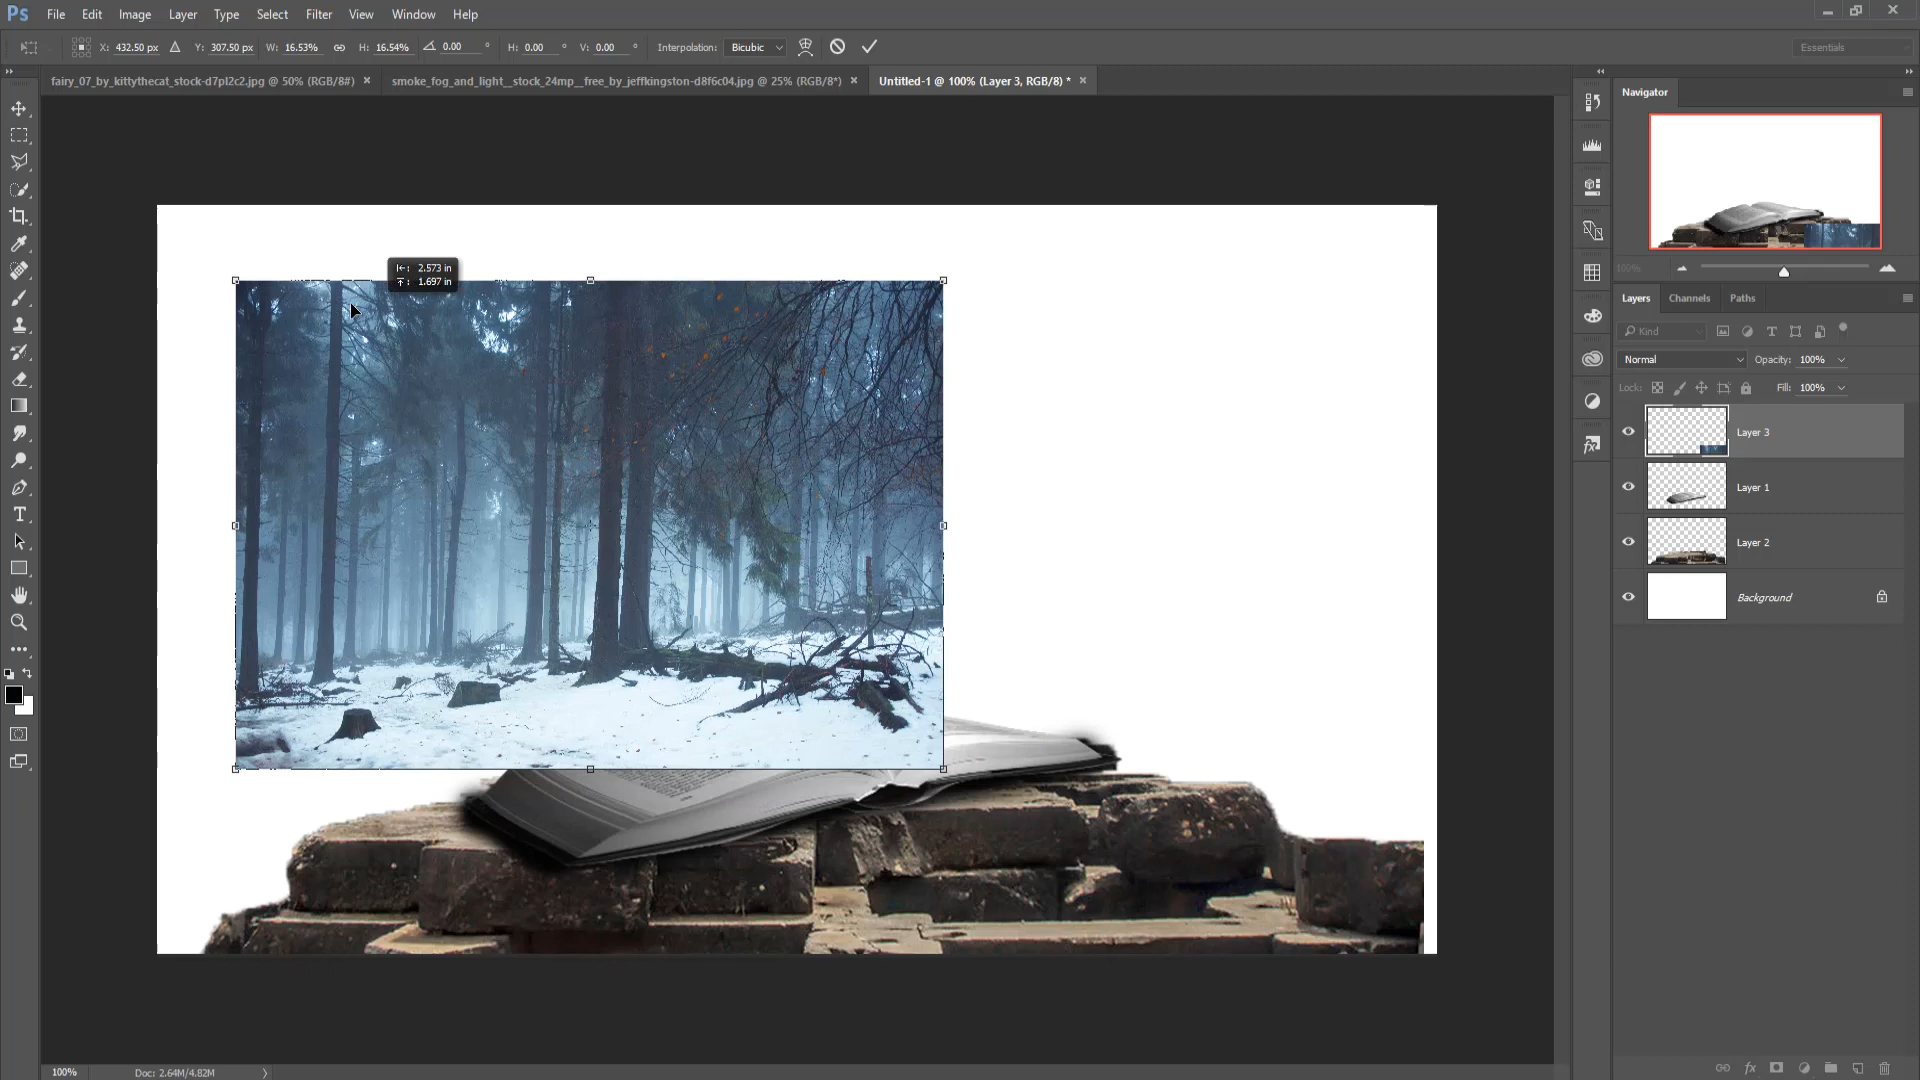 Ps File Edit Image Layer Type Select Filter View Window Help
X: 432.50 px Y: 307.50 px W: 16.53% H: 16.54% 0.00 ° H: 0.00 ° V: 0.00 ° Interpolation: Bicubic Essentials
fairy_07_by_kittythecat_stock-d7pl2c2.jpg @ 50% (RGB/8#) × smoke_fog_and_light__stock_24mp__free_by_jeffkingston-d8f6c04.jpg @ 25% (RGB/8*) × Untitled-1 @ 100% (Layer 3, RGB/8) * ×
Navigator
2.573 in
1.697 in
100%
Layers Channels Paths
Kind
Normal Opacity: 100%
Lock: Fill: 100%
Layer 3
Layer 1
Layer 2
Background
100% Doc: 2.64M/4.82M